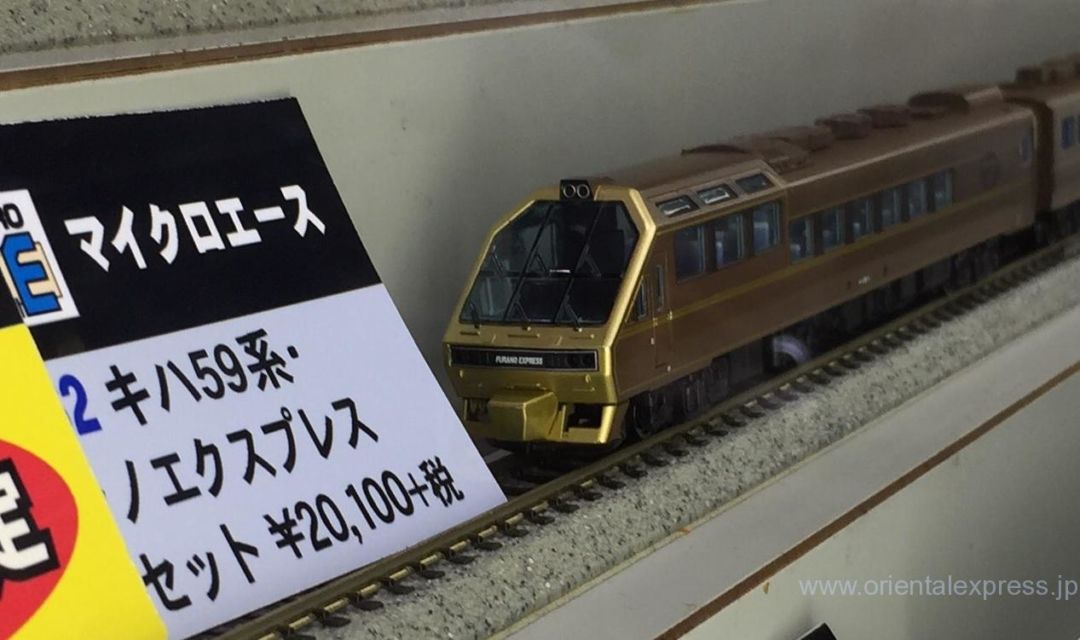 マイクロエース
2 キハ59系・
ノエクスプレス
セット ¥20,100+税
FURANO EXPRESS
www.orientalexpress.jp